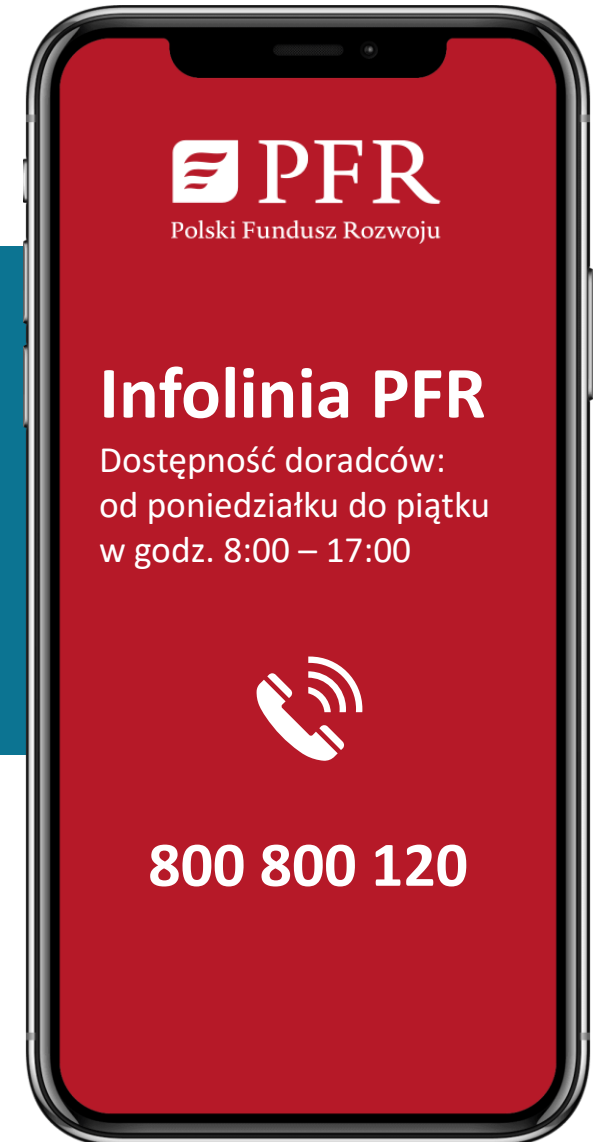 PFR
Polski Fundusz Rozwoju
Infolinia PFR
Dostępność doradców:
od poniedziałku do piątku
w godz. 8:00 – 17:00
800 800 120